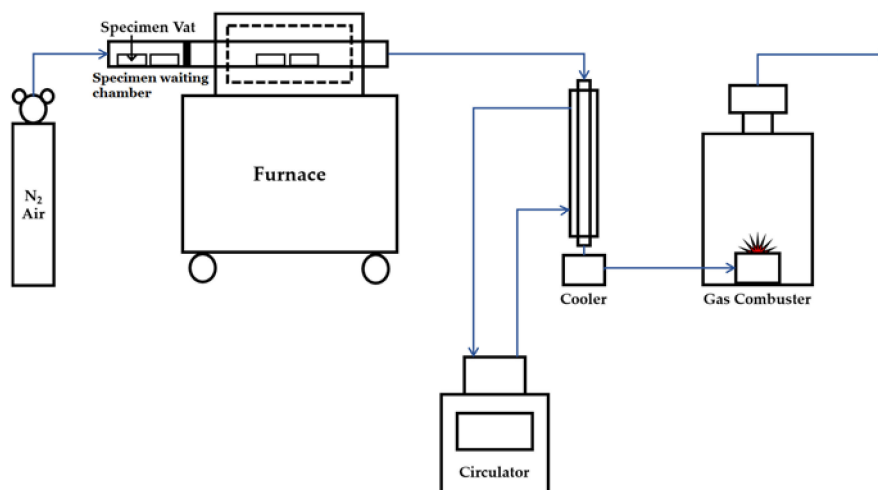 Specimen Vat
Specimen waiting
chamber
N₂
Air
Furnace
Cooler
Gas Combuster
Circulator